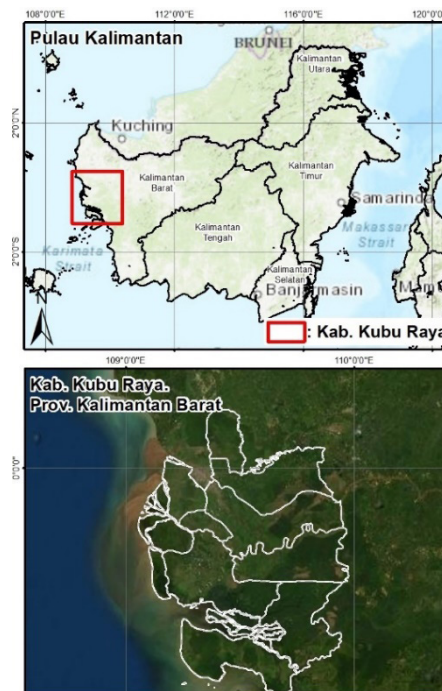 108°0'0"E
112°0'0"E
116°0'0"E
120°0'0
Pulau Kalimantan
BRUNEI
Kalimantan
Utara
2°0'0"N
Kuching
Kalimantan
Barat
Kalimantan
Timur
Samarinda
Kalimantan
Tengah
Makassar
Strait
Karimata
Strait
2°0'0"S
Kalimantan
Selatan
Banjarmasin
Mam
: Kab. Kubu Raya
109°0'0"E
110°0'0"E
Kab. Kubu Raya.
Prov. Kalimantan Barat
0°0'0"